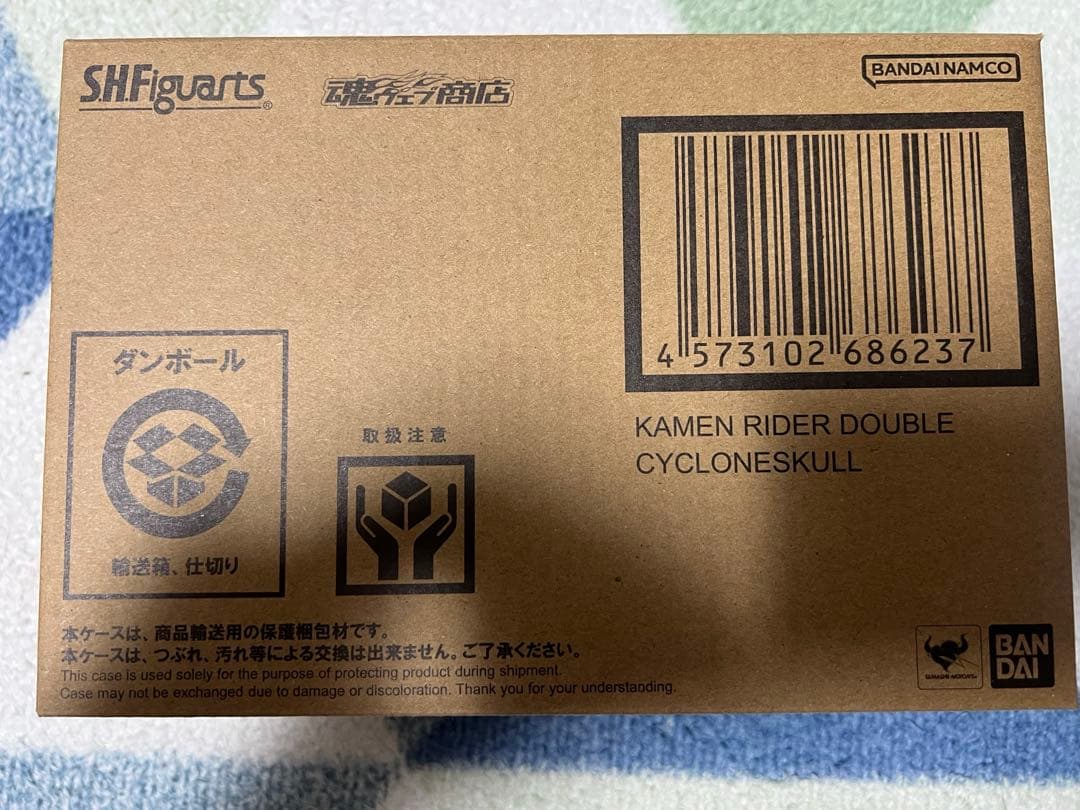 S.H.Figuarts®
魂ウェブ商店
BANDAI NAMCO
4 573102 686237
KAMEN RIDER DOUBLE
CYCLONESKULL
ダンボール
輸送箱、仕切り
取扱注意
本ケースは、商品輸送用の保護梱包材です。
本ケースは、つぶれ、汚れ等による交換は出来ません。ご了承ください。
This case is used solely for the purpose of protecting product during shipment.
Case may not be exchanged due to damage or discoloration. Thank you for your understanding.
TAMASHII NATIONS
BAN
DAI